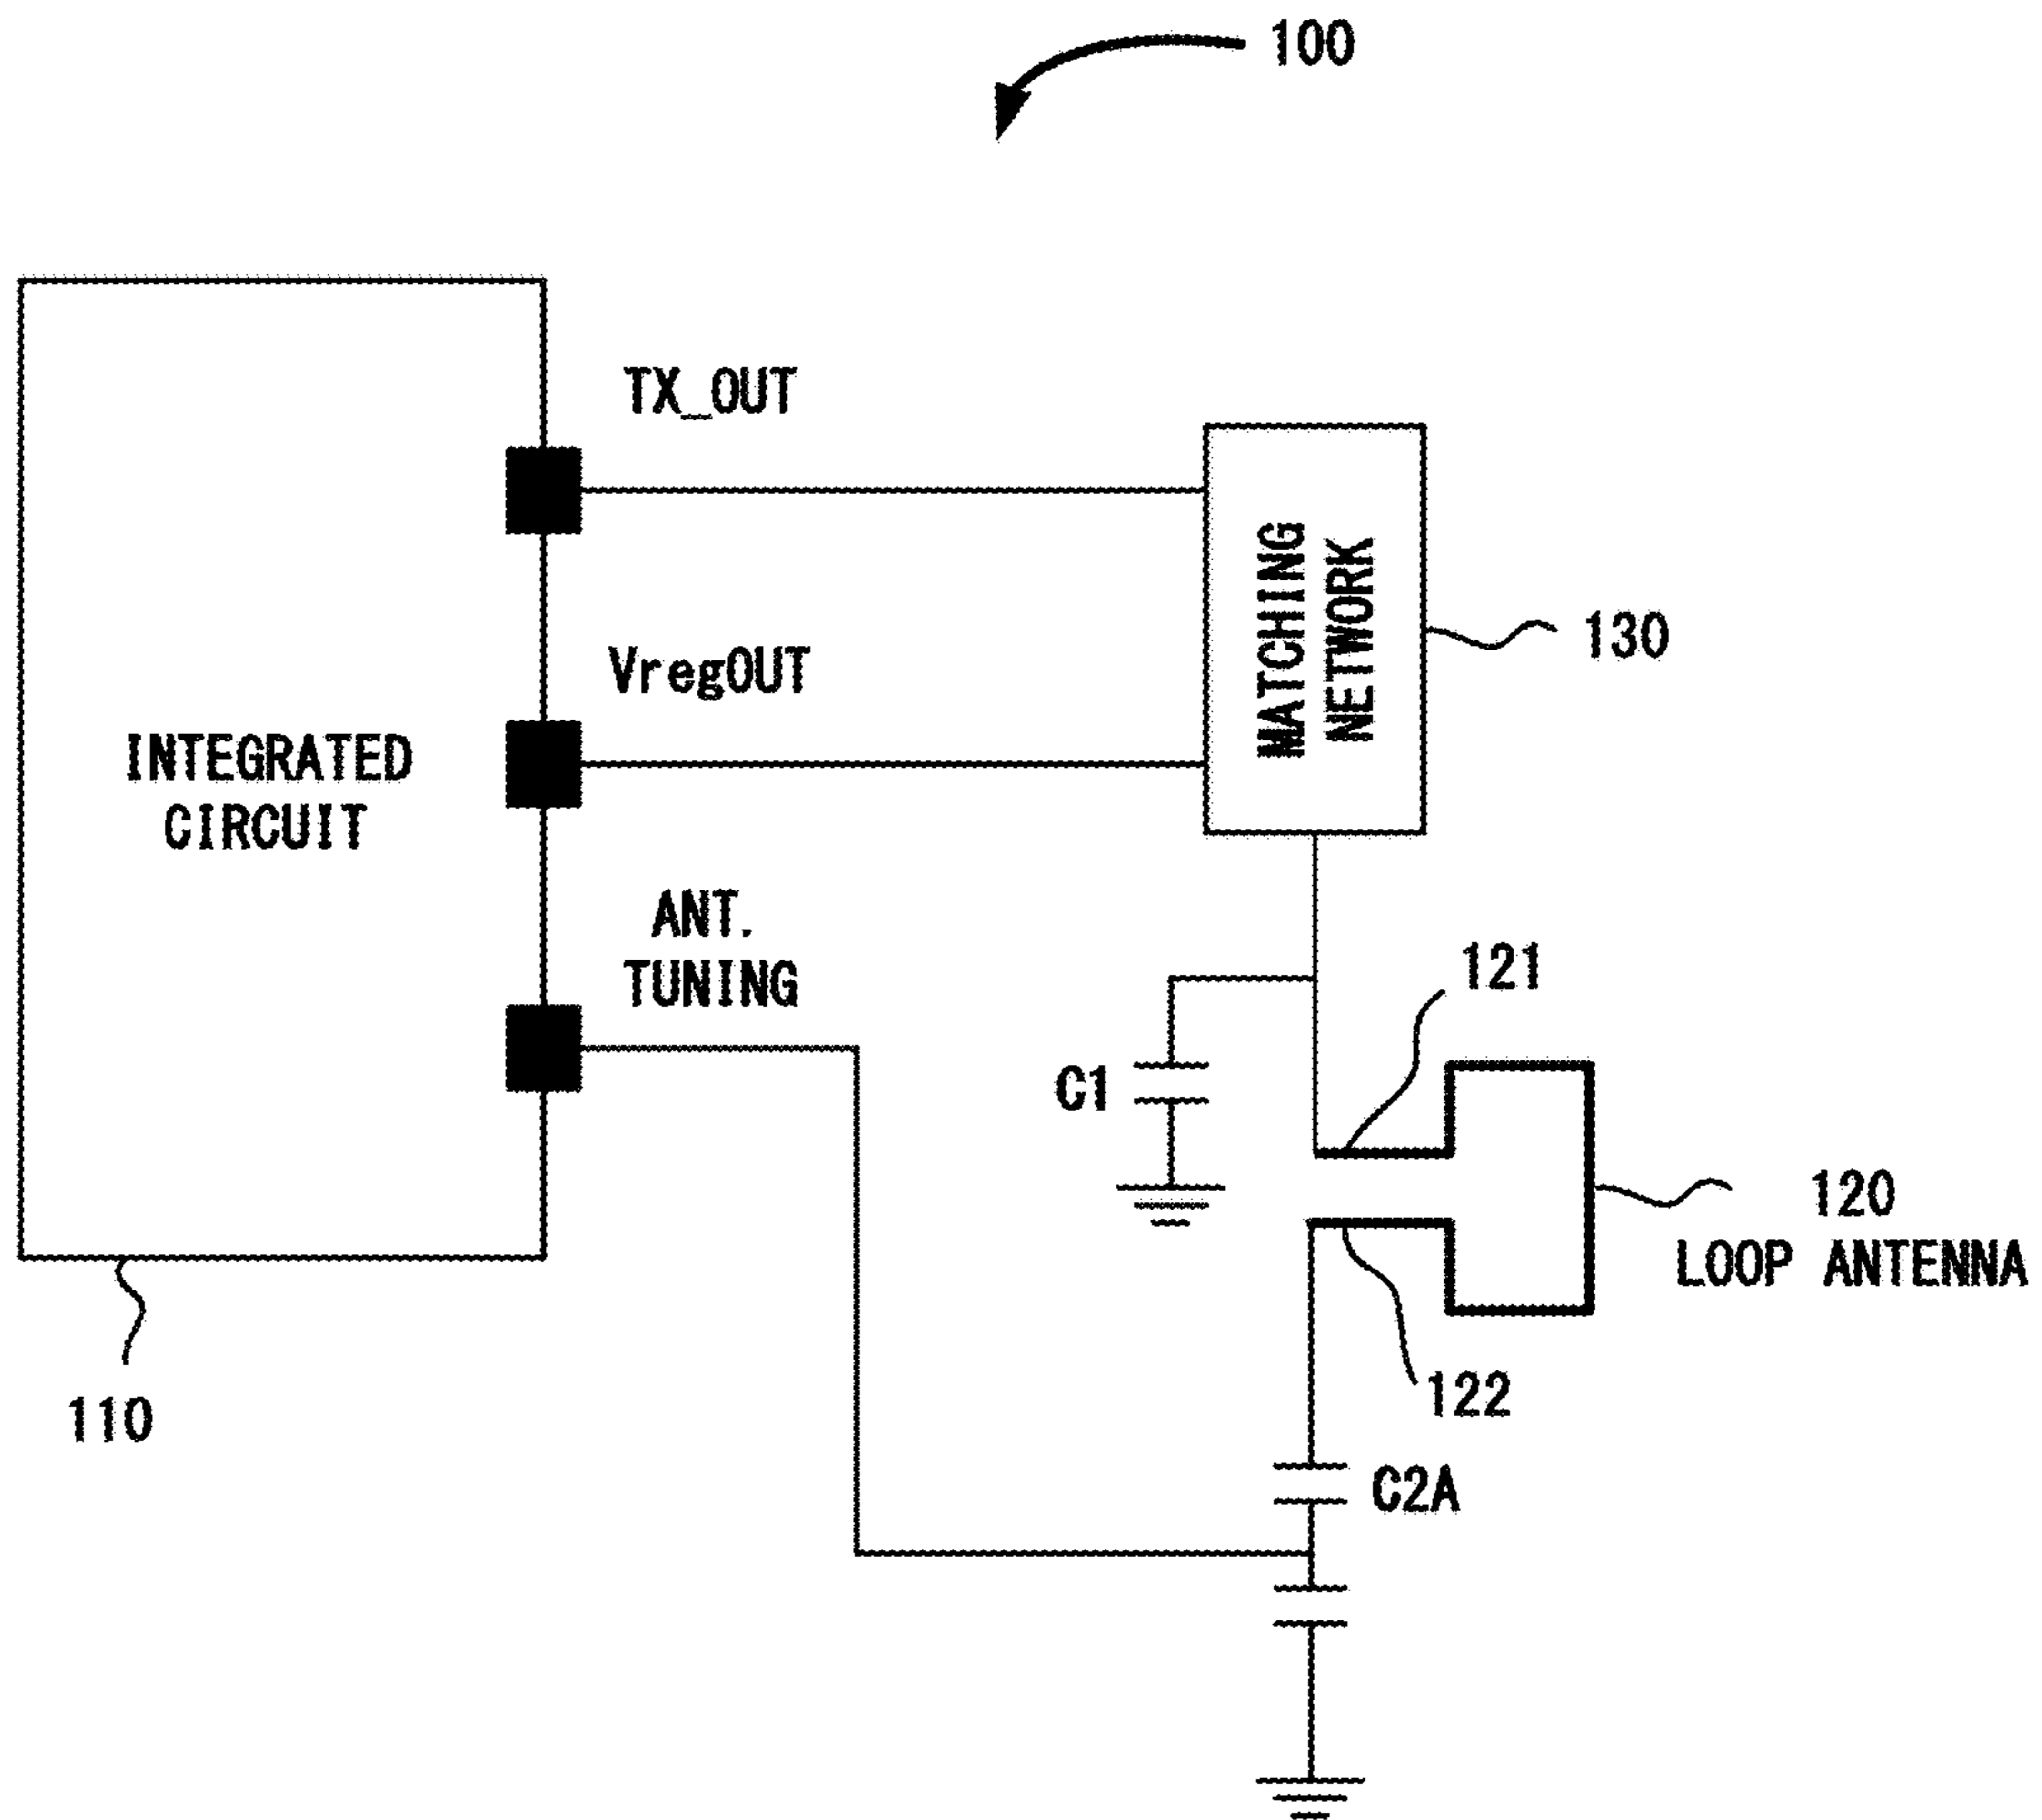 100
TX_OUT
VregOUT
INTEGRATED
CIRCUIT
ANT.
TUNING
MATCHING
NETWORK
130
121
C1
120
LOOP ANTENNA
122
110
C2A